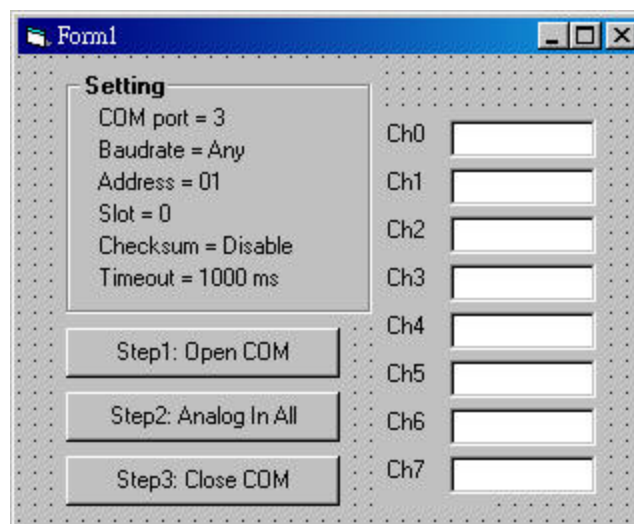 Form1
Setting
COM port = 3
Baudrate = Any
Address = 01
Slot = 0
Checksum = Disable
Timeout = 1000 ms
Step1: Open COM
Step2: Analog In All
Step3: Close COM
Ch0
Ch1
Ch2
Ch3
Ch4
Ch5
Ch6
Ch7